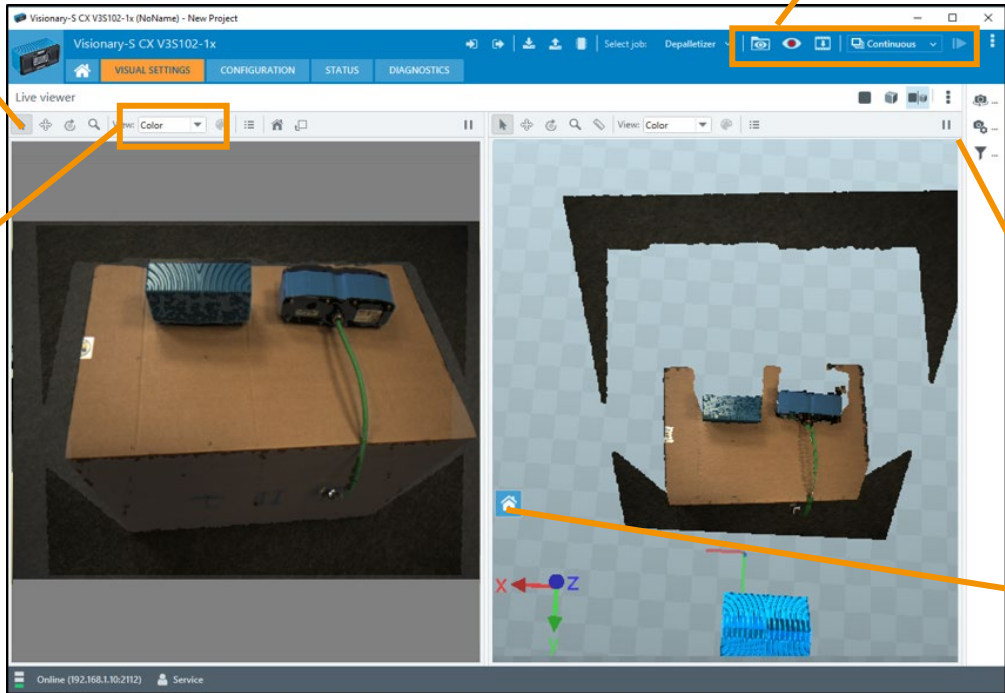 Visionary-S CX V3S102-1x (NoName) - New Project
Visionary-S CX V3S102-1x
Select job: Depalletizer
Continuous
VISUAL SETTINGS CONFIGURATION STATUS DIAGNOSTICS
Live viewer
View: Color
View: Color
X Z
y
Online (192.168.1.10:2112) Service